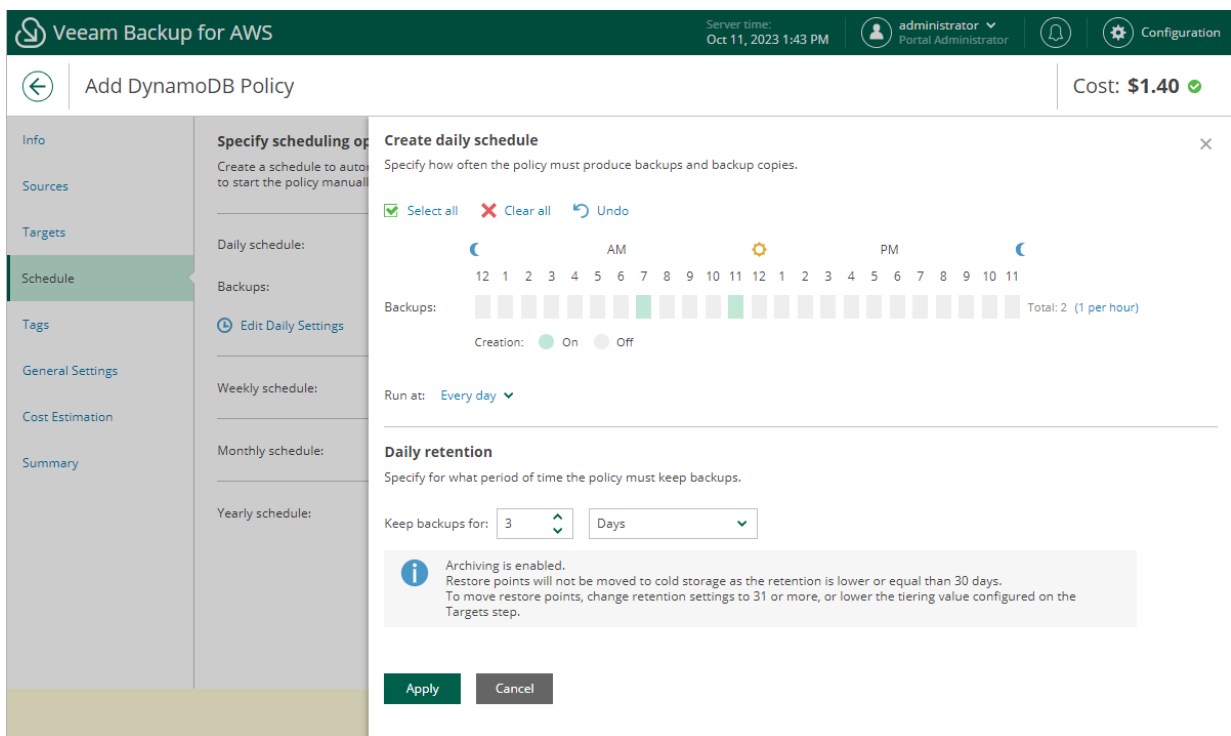 Veeam Backup for AWS
Server time:
Oct 11, 2023 1:43 PM
administrator
Portal Administrator
Configuration
Add DynamoDB Policy
Cost: $1.40
Info
Sources
Targets
Schedule
Tags
General Settings
Cost Estimation
Summary
Specify scheduling op
Create a schedule to auto
to start the policy manuall
Daily schedule:
Backups:
Edit Daily Settings
Weekly schedule:
Monthly schedule:
Yearly schedule:
Create daily schedule
Specify how often the policy must produce backups and backup copies.
Select all Clear all Undo
AM PM
12 1 2 3 4 5 6 7 8 9 10 11 12 1 2 3 4 5 6 7 8 9 10 11
Backups: Total: 2 (1 per hour)
Creation: On Off
Run at: Every day
Daily retention
Specify for what period of time the policy must keep backups.
Keep backups for: 3 Days
Archiving is enabled.
Restore points will not be moved to cold storage as the retention is lower or equal than 30 days.
To move restore points, change retention settings to 31 or more, or lower the tiering value configured on the
Targets step.
Apply Cancel